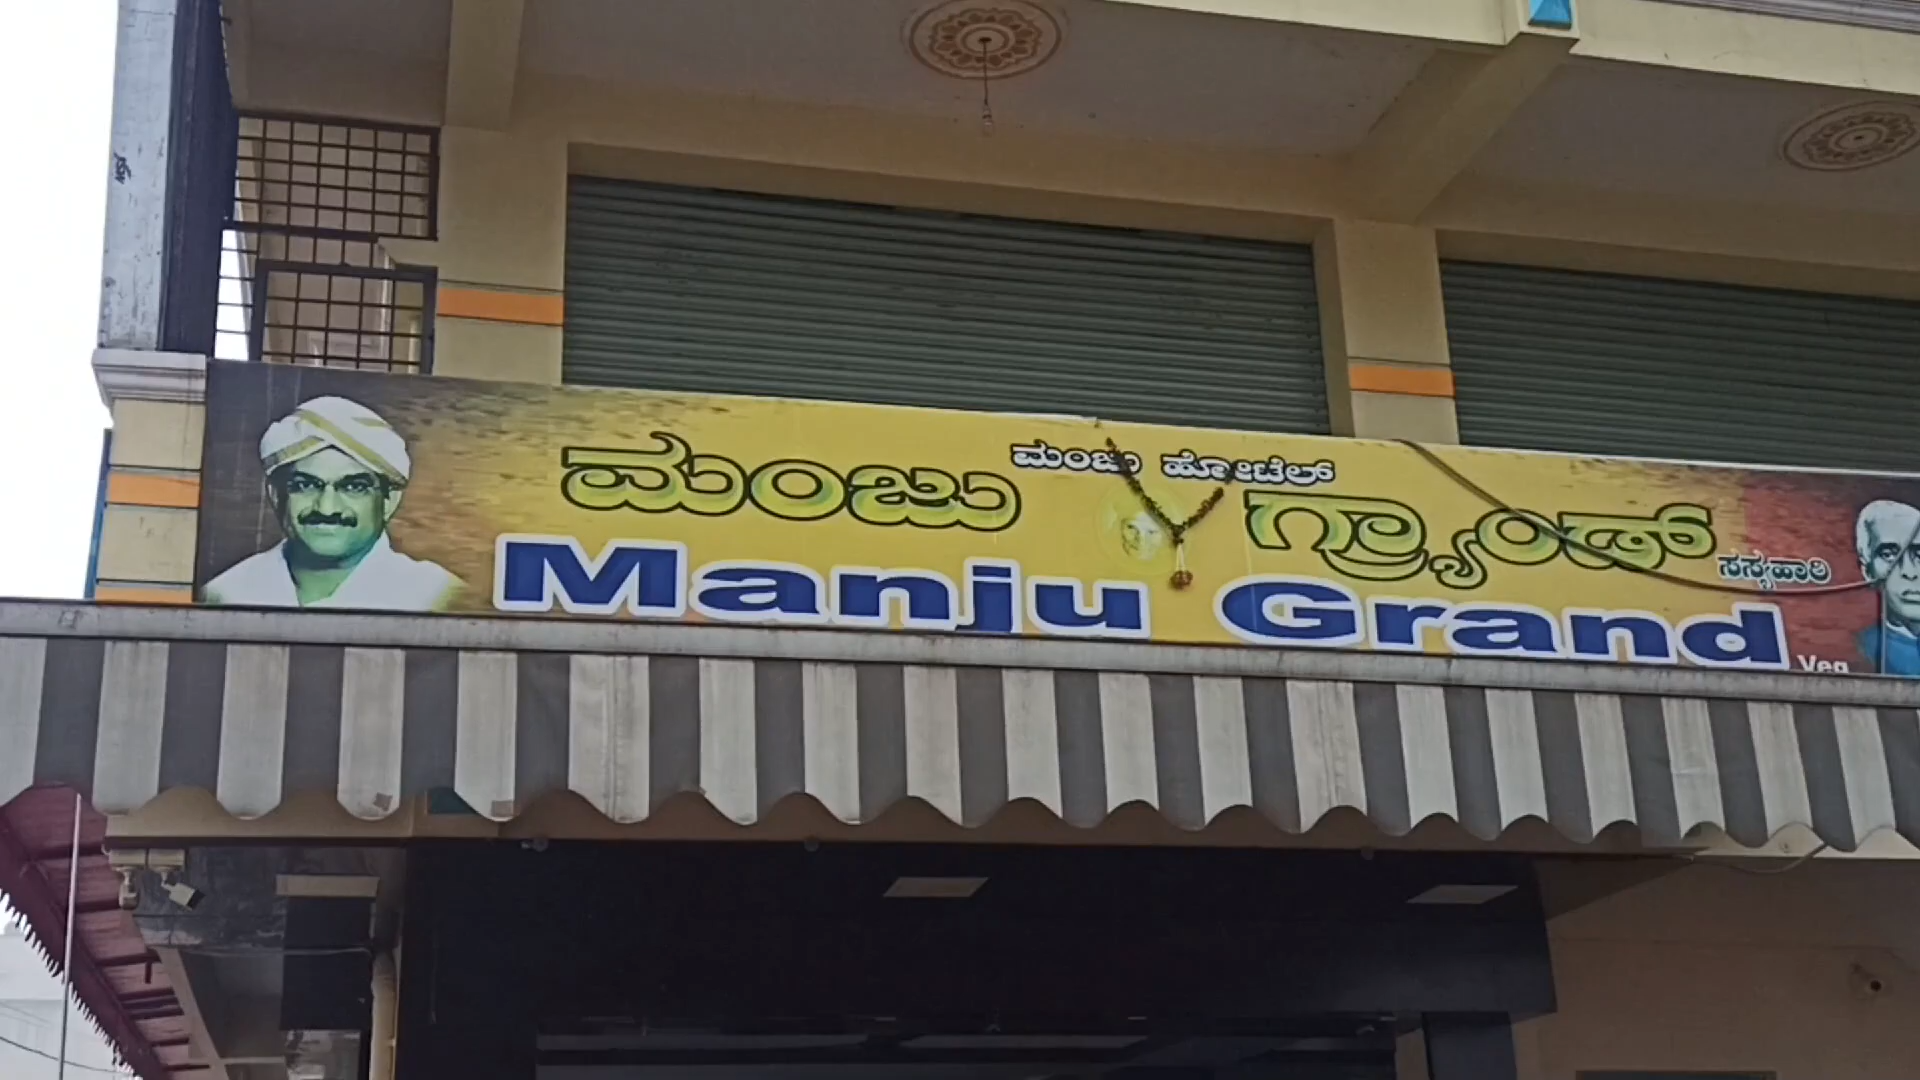 ಮಂಜು ಹೋಟೆಲ್
ಮಂಜು ಗ್ರ್ಯಾಂಡ್
ಸಸ್ಯಹಾರಿ
Manju Grand
Veg